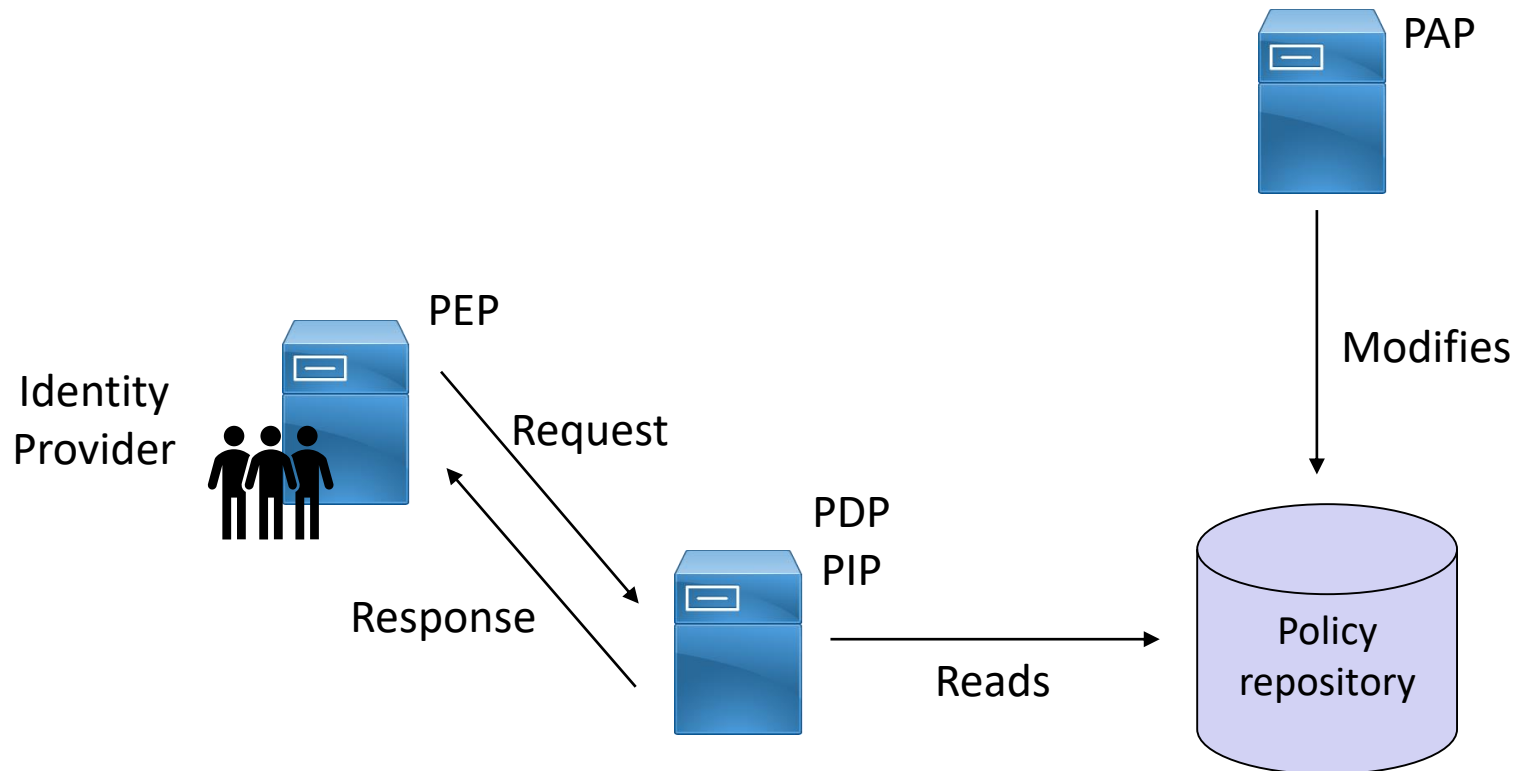 PAP
PEP
Modifies
Identity
Provider
Request
PDP
PIP
Response
Reads
Policy
repository